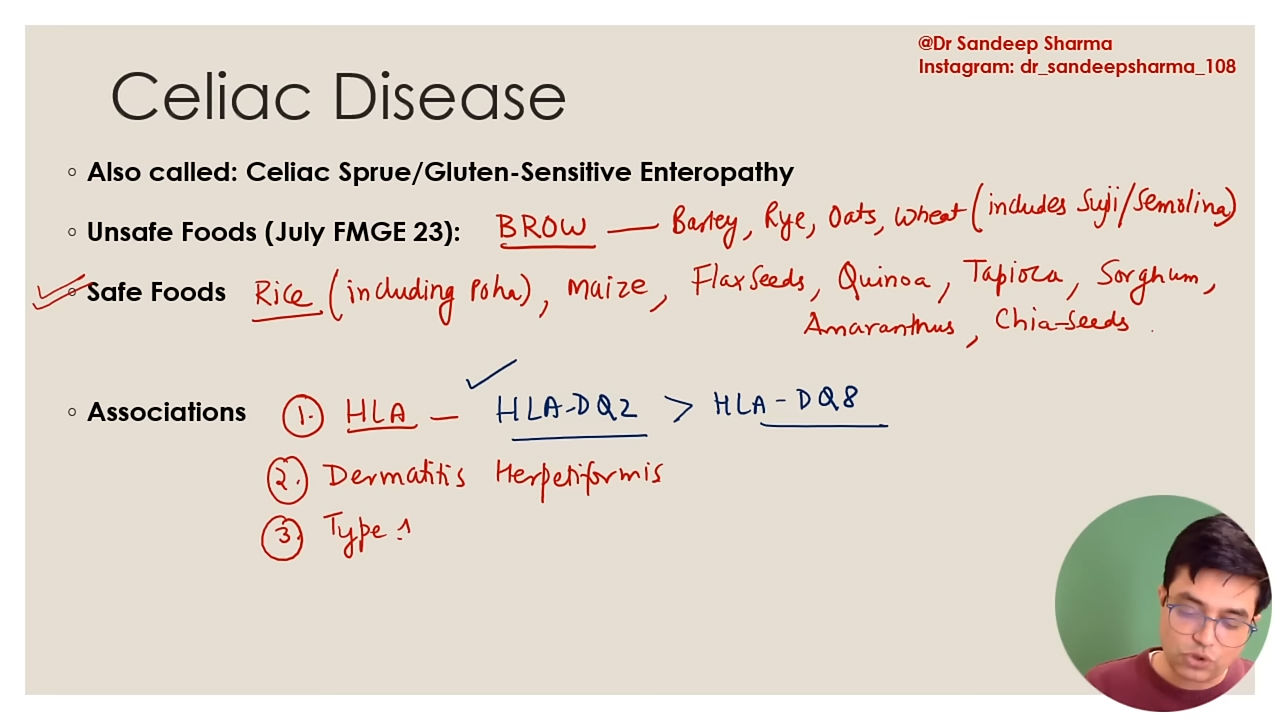 @Dr Sandeep Sharma
Instagram: dr_sandeepsharma_108
Celiac Disease
Also called: Celiac Sprue/Gluten-Sensitive Enteropathy
Unsafe Foods (July FMGE 23): BROW — Barley, Rye, Oats, Wheat (includes Suji/Semolina)
Safe Foods Rice (including Poha), Maize, Flaxseeds, Quinoa, Tapioca, Sorghum,
Amaranthus, Chia-Seeds.
Associations 1. HLA – HLA-DQ2 > HLA-DQ8
2. Dermatitis Herpetiformis
3. Type 1